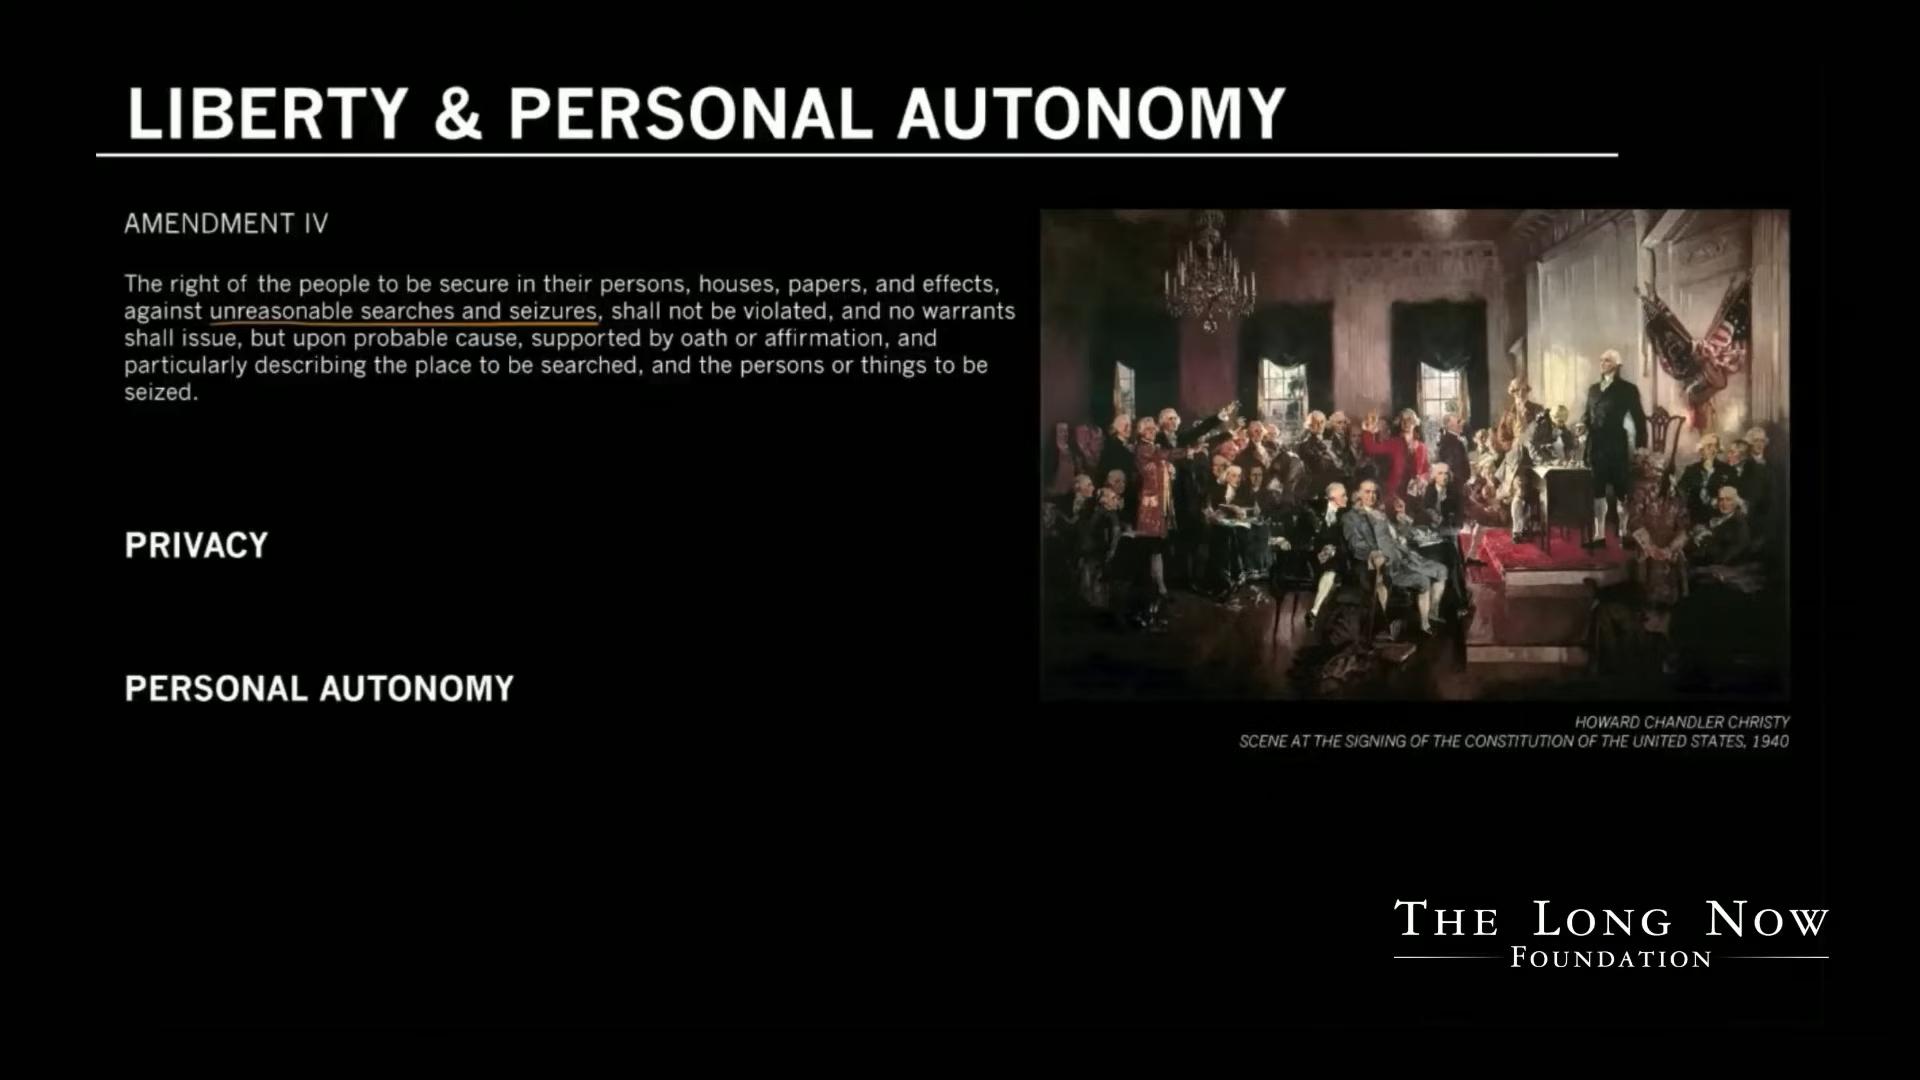 LIBERTY & PERSONAL AUTONOMY
AMENDMENT IV
The right of the people to be secure in their persons, houses, papers, and effects,
against unreasonable searches and seizures, shall not be violated, and no warrants
shall issue, but upon probable cause, supported by oath or affirmation, and
particularly describing the place to be searched, and the persons or things to be
seized.
PRIVACY
PERSONAL AUTONOMY
HOWARD CHANDLER CHRISTY
SCENE AT THE SIGNING OF THE CONSTITUTION OF THE UNITED STATES, 1940
THE LONG NOW
FOUNDATION